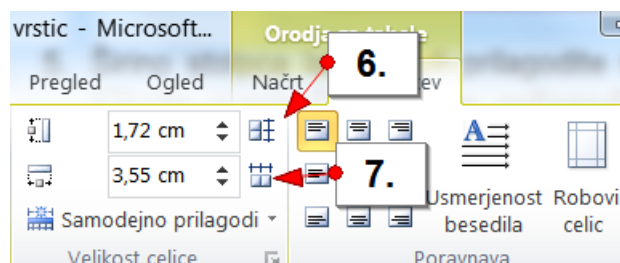 vrstic - Microsoft...
Orodja za tabele
6.
Pregled Ogled Načrt
1,72 cm
3,55 cm
7.
Samodejno prilagodi
Usmerjenost besedila
Robovi celic
Velikost celice
Poravnava